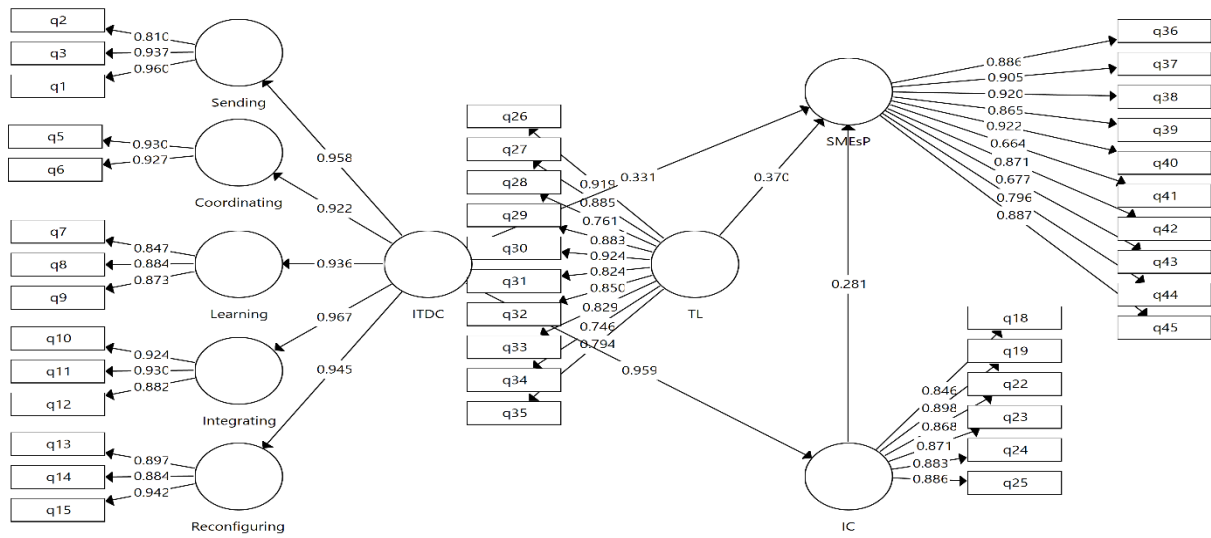 q2
q3
q1
0.810
0.937
0.960
Sending
q5
q6
0.930
0.927
Coordinating
q7
q8
q9
0.847
0.884
0.873
Learning
q10
q11
q12
0.924
0.930
0.882
Integrating
q13
q14
q15
0.897
0.884
0.942
Reconfiguring
0.958
0.922
0.936
0.967
0.945
ITDC
q26
q27
q28
q29
q30
q31
q32
q33
q34
q35
0.919
0.885
0.761
0.883
0.924
0.824
0.850
0.829
0.746
0.794
TL
0.331
0.370
0.281
0.959
SMEsP
q36
q37
q38
q39
q40
q41
q42
q43
q44
q45
0.886
0.905
0.920
0.865
0.922
0.664
0.871
0.677
0.796
0.887
q18
q19
q22
q23
q24
q25
0.846
0.898
0.868
0.871
0.883
0.886
IC